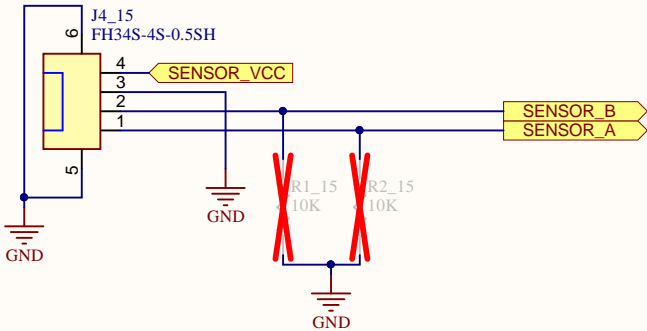 J4_15
FH34S-4S-0.5SH
6
4
SENSOR_VCC
3
2
SENSOR_B
1
SENSOR_A
5
R1_15
10K
R2_15
10K
GND
GND
GND